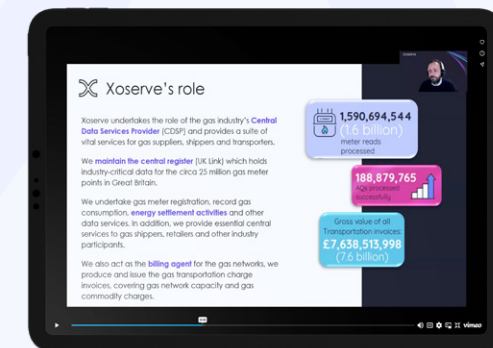 Xoserve's role
Xoserve undertakes the role of the gas industry's Central
Data Services Provider (CDSP) and provides a suite of
vital services for gas suppliers, shippers and transporters.
We maintain the central register (UK Link) which holds
industry-critical data for the circa 25 million gas meter
points in Great Britain.
We undertake gas meter registration, record gas
consumption, energy settlement activities and other
data services. In addition, we provide essential central
services to gas shippers, retailers and other industry
participants.
We also act as the billing agent for the gas networks, we
produce and issue the gas transportation charge
invoices, covering gas network capacity and gas
commodity charges.
1,590,694,544
(1.6 billion)
meter reads
processed
188,879,765
AQs processed
successfully
Gross value of all
Transportation invoices:
£7,638,513,998
(7.6 billion)
vimeo